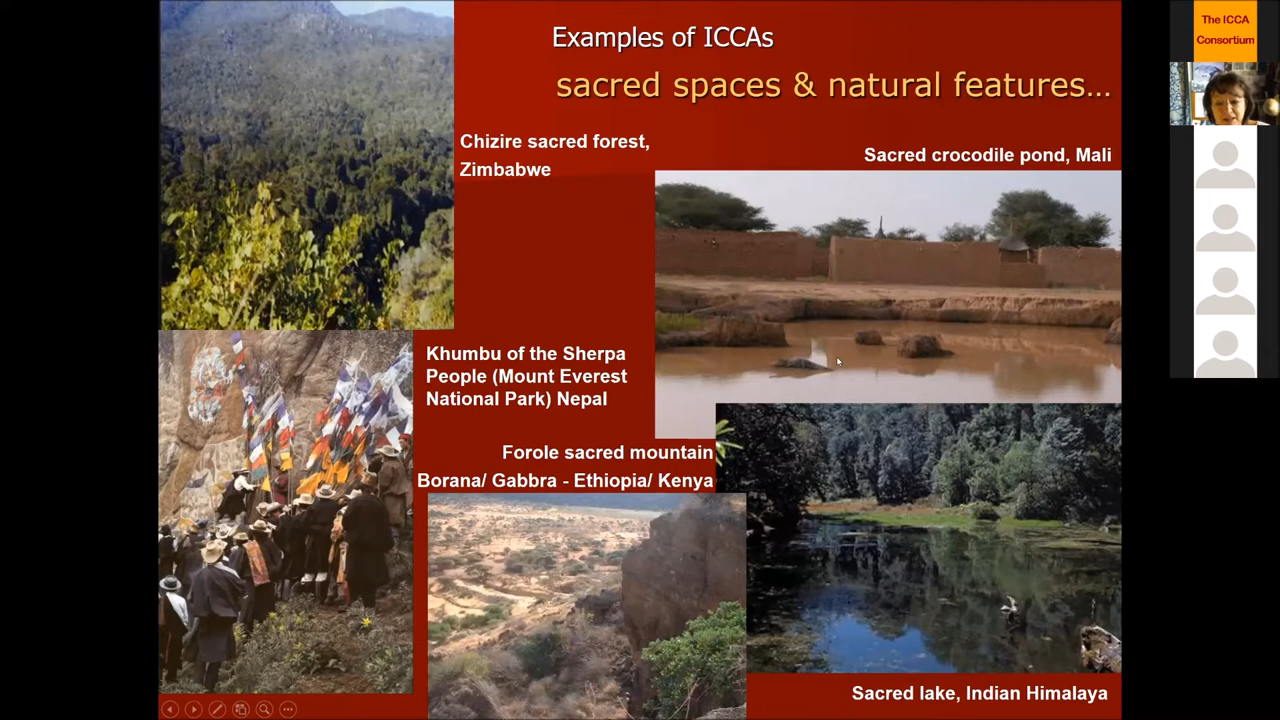 Examples of ICCAs
sacred spaces & natural features…
Chizire sacred forest,
Zimbabwe
Sacred crocodile pond, Mali
Khumbu of the Sherpa
People (Mount Everest
National Park) Nepal
Forole sacred mountain
Borana/ Gabbra - Ethiopia/ Kenya
Sacred lake, Indian Himalaya
The ICCA
Consortium